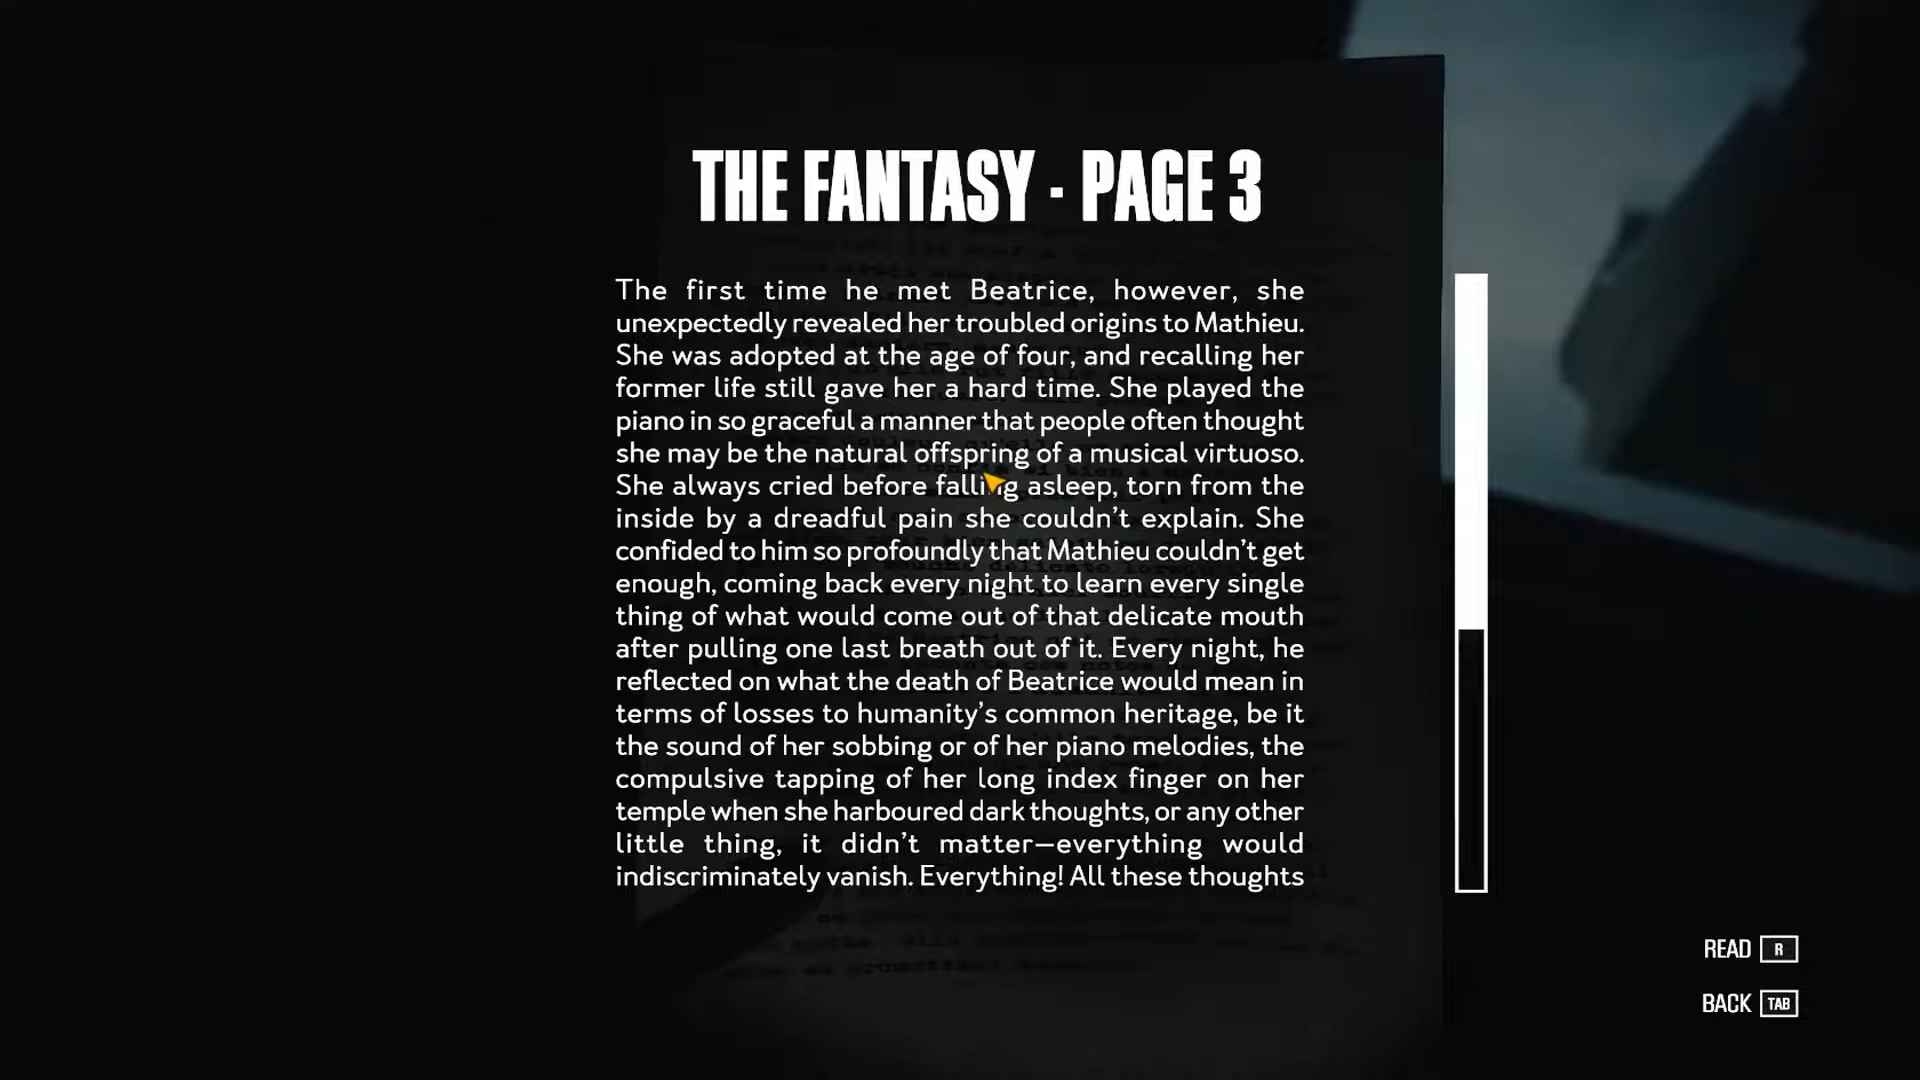 THE FANTASY · PAGE 3
The first time he met Beatrice, however, she
unexpectedly revealed her troubled origins to Mathieu.
She was adopted at the age of four, and recalling her
former life still gave her a hard time. She played the
piano in so graceful a manner that people often thought
she may be the natural offspring of a musical virtuoso.
She always cried before falling asleep, torn from the
inside by a dreadful pain she couldn’t explain. She
confided to him so profoundly that Mathieu couldn’t get
enough, coming back every night to learn every single
thing of what would come out of that delicate mouth
after pulling one last breath out of it. Every night, he
reflected on what the death of Beatrice would mean in
terms of losses to humanity’s common heritage, be it
the sound of her sobbing or of her piano melodies, the
compulsive tapping of her long index finger on her
temple when she harboured dark thoughts, or any other
little thing, it didn’t matter—everything would
indiscriminately vanish. Everything! All these thoughts
READ R
BACK TAB